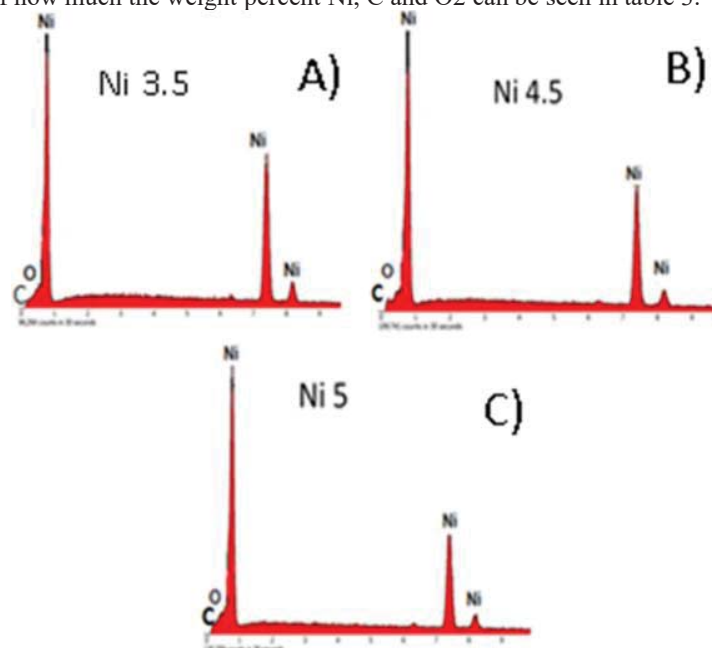 how much the weight percent Ni, C and O2 can be seen in table 3.
Ni
Ni 3.5
A)
Ni
Ni
O
C
Ni
Ni 4.5
B)
Ni
Ni
O
C
Ni
Ni 5
C)
Ni
Ni
O
C